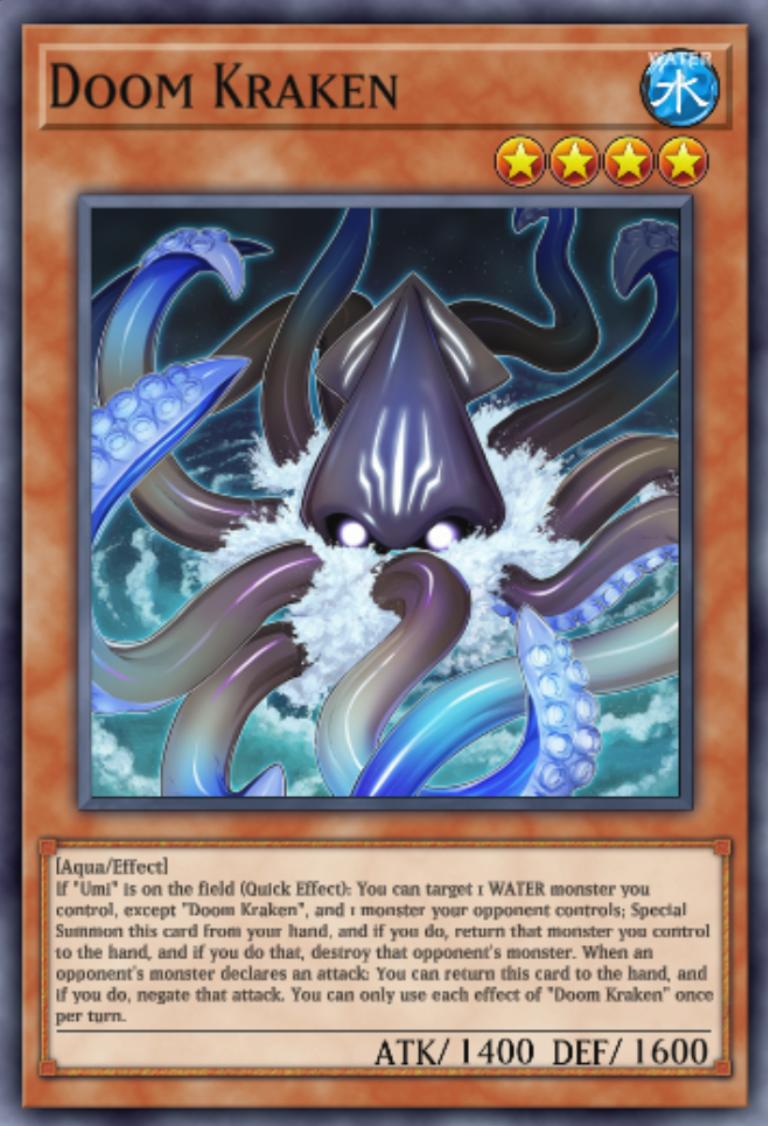 DOOM KRAKEN
WATER
水
[Aqua/Effect]
If "Umi" is on the field (Quick Effect): You can target 1 WATER monster you
control, except "Doom Kraken", and 1 monster your opponent controls; Special
Summon this card from your hand, and if you do, return that monster you control
to the hand, and if you do that, destroy that opponent's monster. When an
opponent's monster declares an attack: You can return this card to the hand, and
if you do, negate that attack. You can only use each effect of "Doom Kraken" once
per turn.
ATK/ 1400 DEF/ 1600